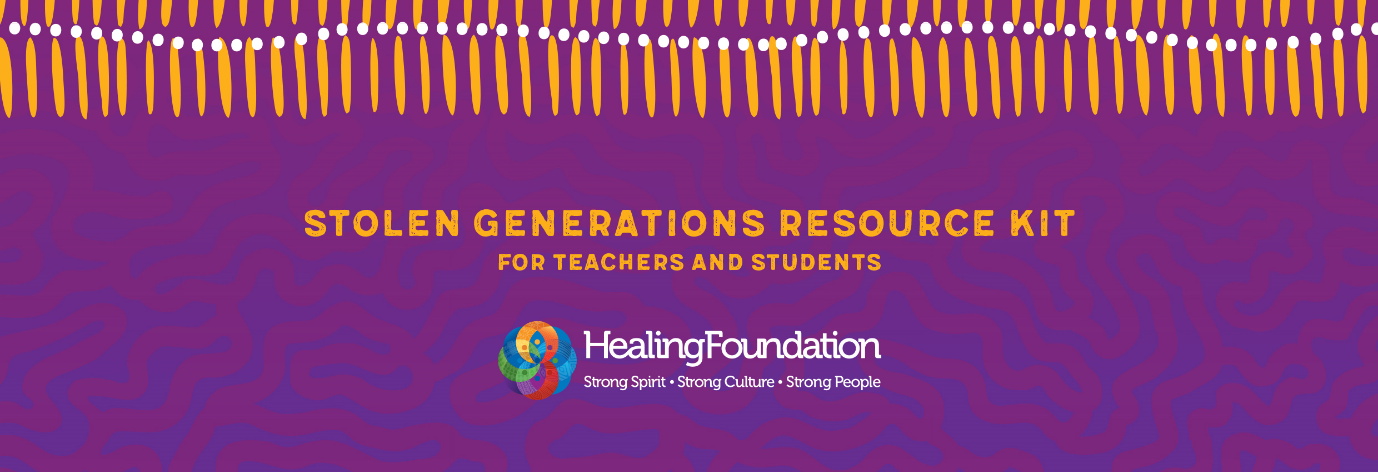 STOLEN GENERATIONS RESOURCE KIT
FOR TEACHERS AND STUDENTS
HealingFoundation
Strong Spirit • Strong Culture • Strong People